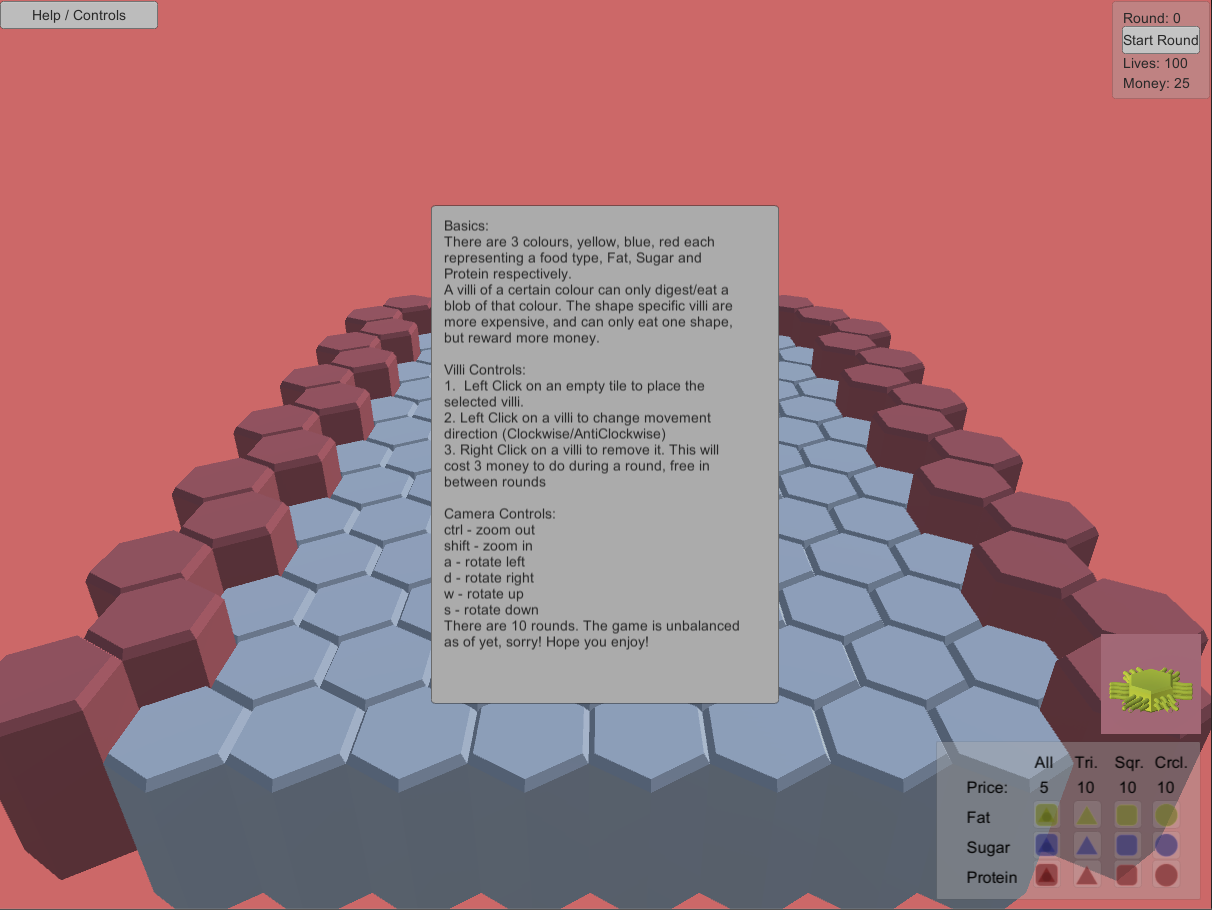 Help / Controls
Round: 0
Start Round
Lives: 100
Money: 25
Basics:
There are 3 colours, yellow, blue, red each
representing a food type, Fat, Sugar and
Protein respectively.
A villi of a certain colour can only digest/eat a
blob of that colour. The shape specific villi are
more expensive, and can only eat one shape,
but reward more money.
Villi Controls:
1.  Left Click on an empty tile to place the
selected villi.
2. Left Click on a villi to change movement
direction (Clockwise/AntiClockwise)
3. Right Click on a villi to remove it. This will
cost 3 money to do during a round, free in
between rounds
Camera Controls:
ctrl - zoom out
shift - zoom in
a - rotate left
d - rotate right
w - rotate up
s - rotate down
There are 10 rounds. The game is unbalanced
as of yet, sorry! Hope you enjoy!
All Tri. Sqr. Crcl.
Price: 5 10 10 10
Fat
Sugar
Protein